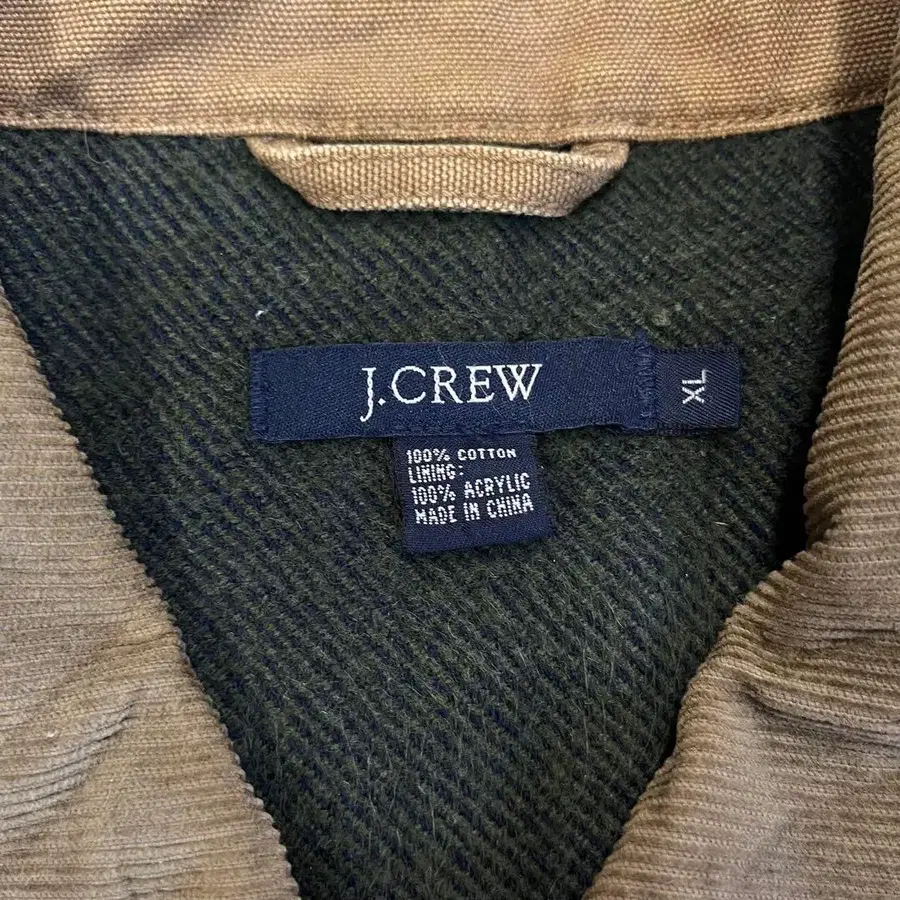 J.CREW
XL
100% COTTON
LINING:
100% ACRYLIC
MADE IN CHINA